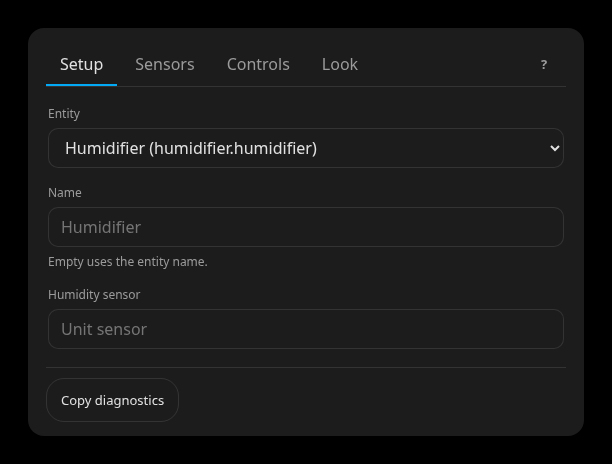 Setup Sensors Controls Look ?
Entity
Humidifier (humidifier.humidifier)
Name
Humidifier
Empty uses the entity name.
Humidity sensor
Unit sensor
Copy diagnostics